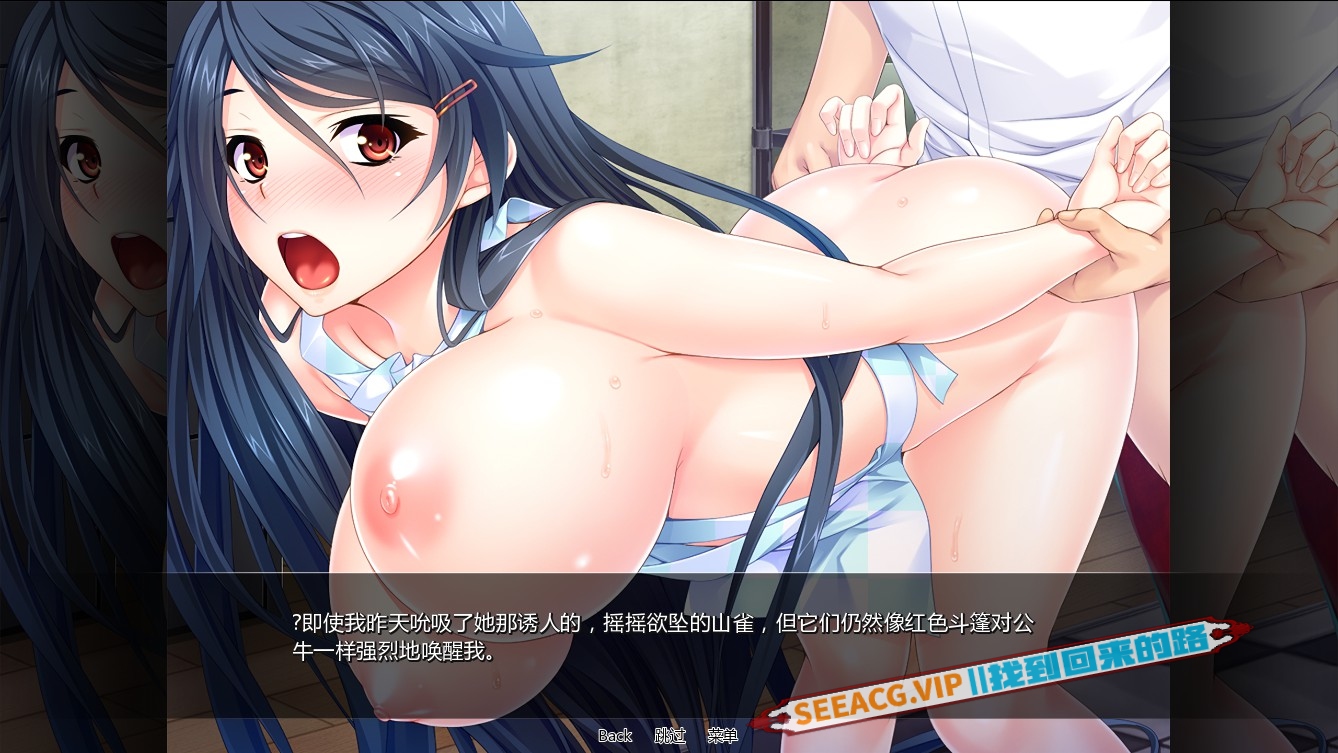 ?即使我昨天吮吸了她那诱人的，摇摇欲坠的山雀，但它们仍然像红色斗篷对公
牛一样强烈地唤醒我。
SEEACG.VIP||找到回来的路
Back 跳过 菜单